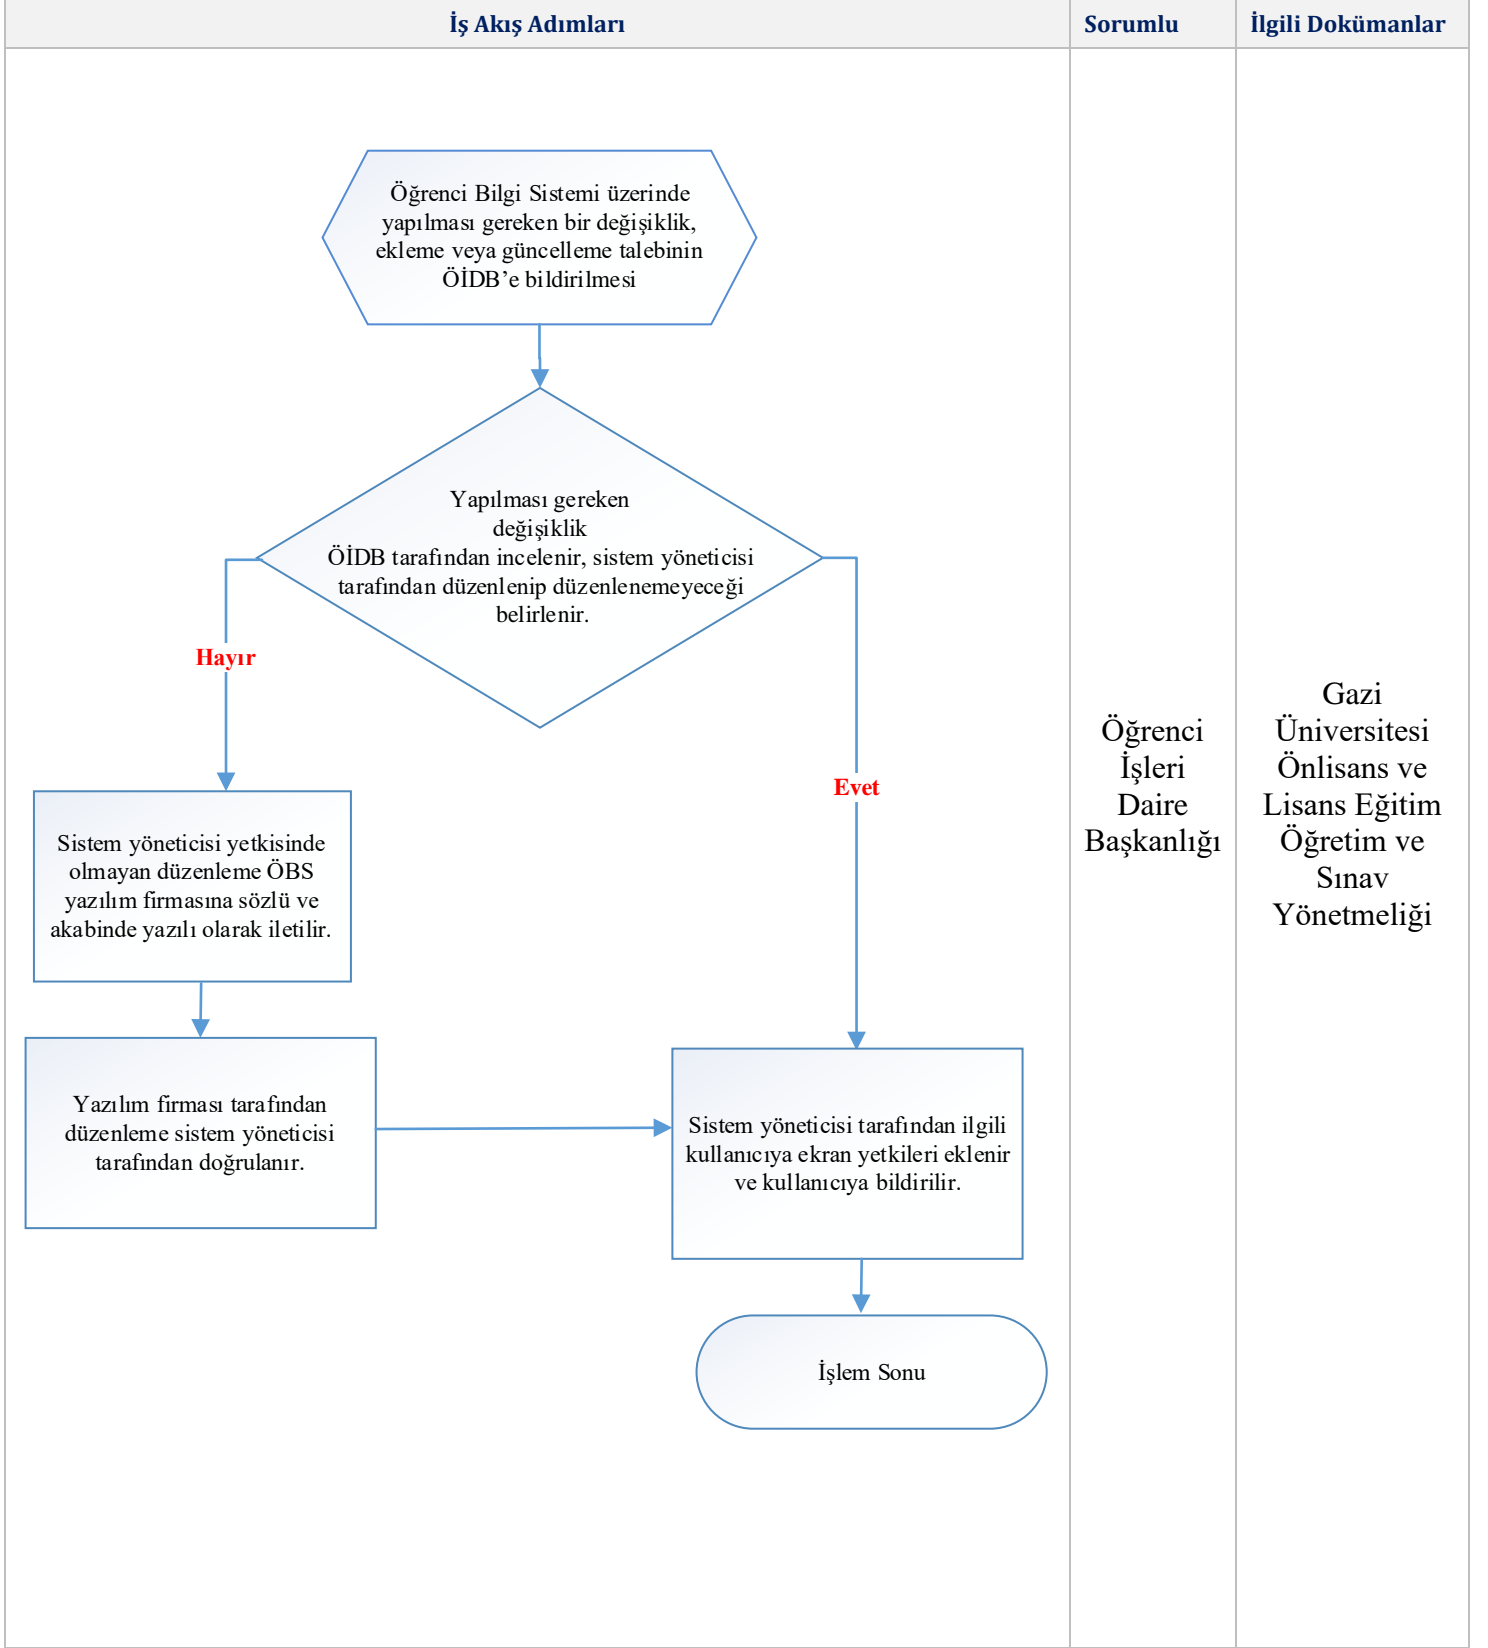 İş Akış Adımları
Sorumlu
İlgili Dokümanlar
Öğrenci Bilgi Sistemi üzerinde
yapılması gereken bir değişiklik,
ekleme veya güncelleme talebinin
ÖİDB’e bildirilmesi
Yapılması gereken
değişiklik
ÖİDB tarafından incelenir, sistem yöneticisi
tarafından düzenlenip düzenlenemeyeceği
belirlenir.
Hayır
Evet
Sistem yöneticisi yetkisinde
olmayan düzenleme ÖBS
yazılım firmasına sözlü ve
akabinde yazılı olarak iletilir.
Yazılım firması tarafından
düzenleme sistem yöneticisi
tarafından doğrulanır.
Sistem yöneticisi tarafından ilgili
kullanıcıya ekran yetkileri eklenir
ve kullanıcıya bildirilir.
İşlem Sonu
Öğrenci
İşleri
Daire
Başkanlığı
Gazi
Üniversitesi
Önlisans ve
Lisans Eğitim
Öğretim ve
Sınav
Yönetmeliği